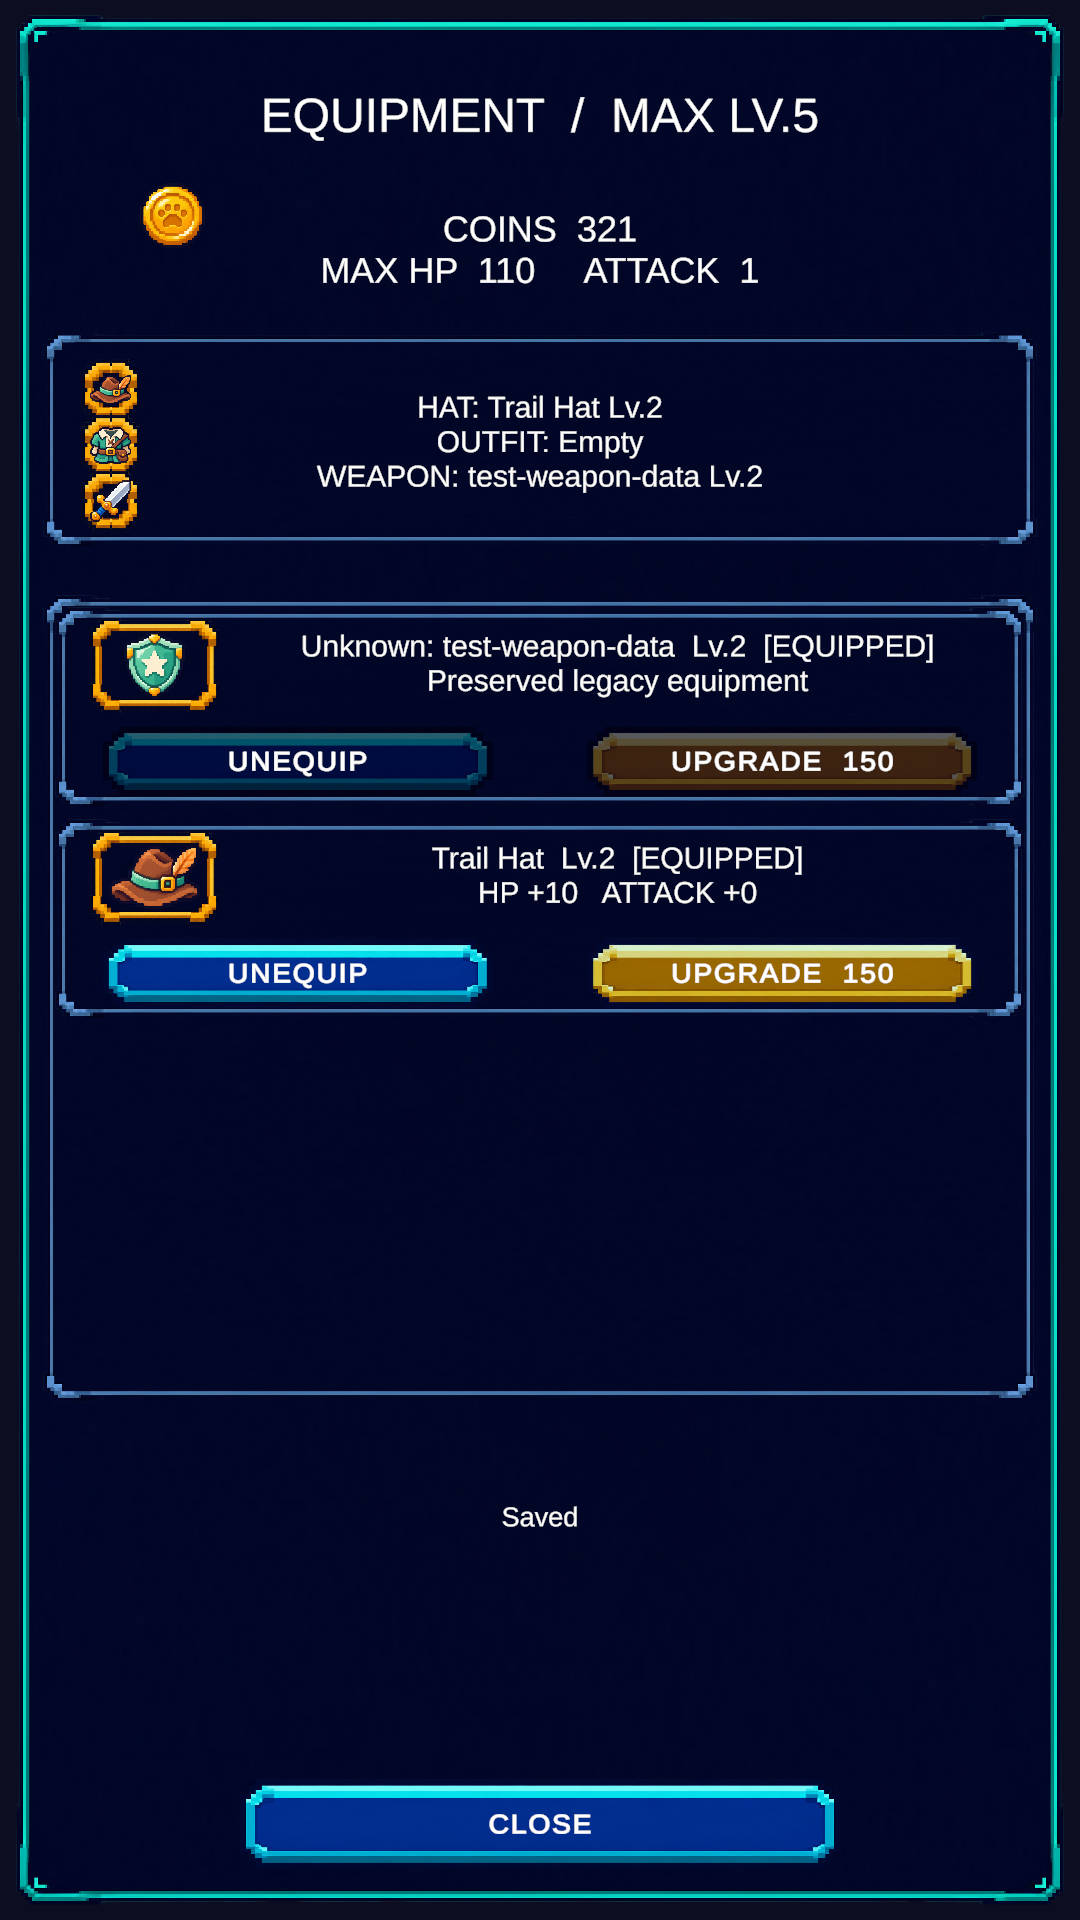 EQUIPMENT / MAX LV.5
COINS 321
MAX HP 110 ATTACK 1
HAT: Trail Hat Lv.2
OUTFIT: Empty
WEAPON: test-weapon-data Lv.2
Unknown: test-weapon-data Lv.2 [EQUIPPED]
Preserved legacy equipment
UNEQUIP UPGRADE 150
Trail Hat Lv.2 [EQUIPPED]
HP +10 ATTACK +0
UNEQUIP UPGRADE 150
Saved
CLOSE